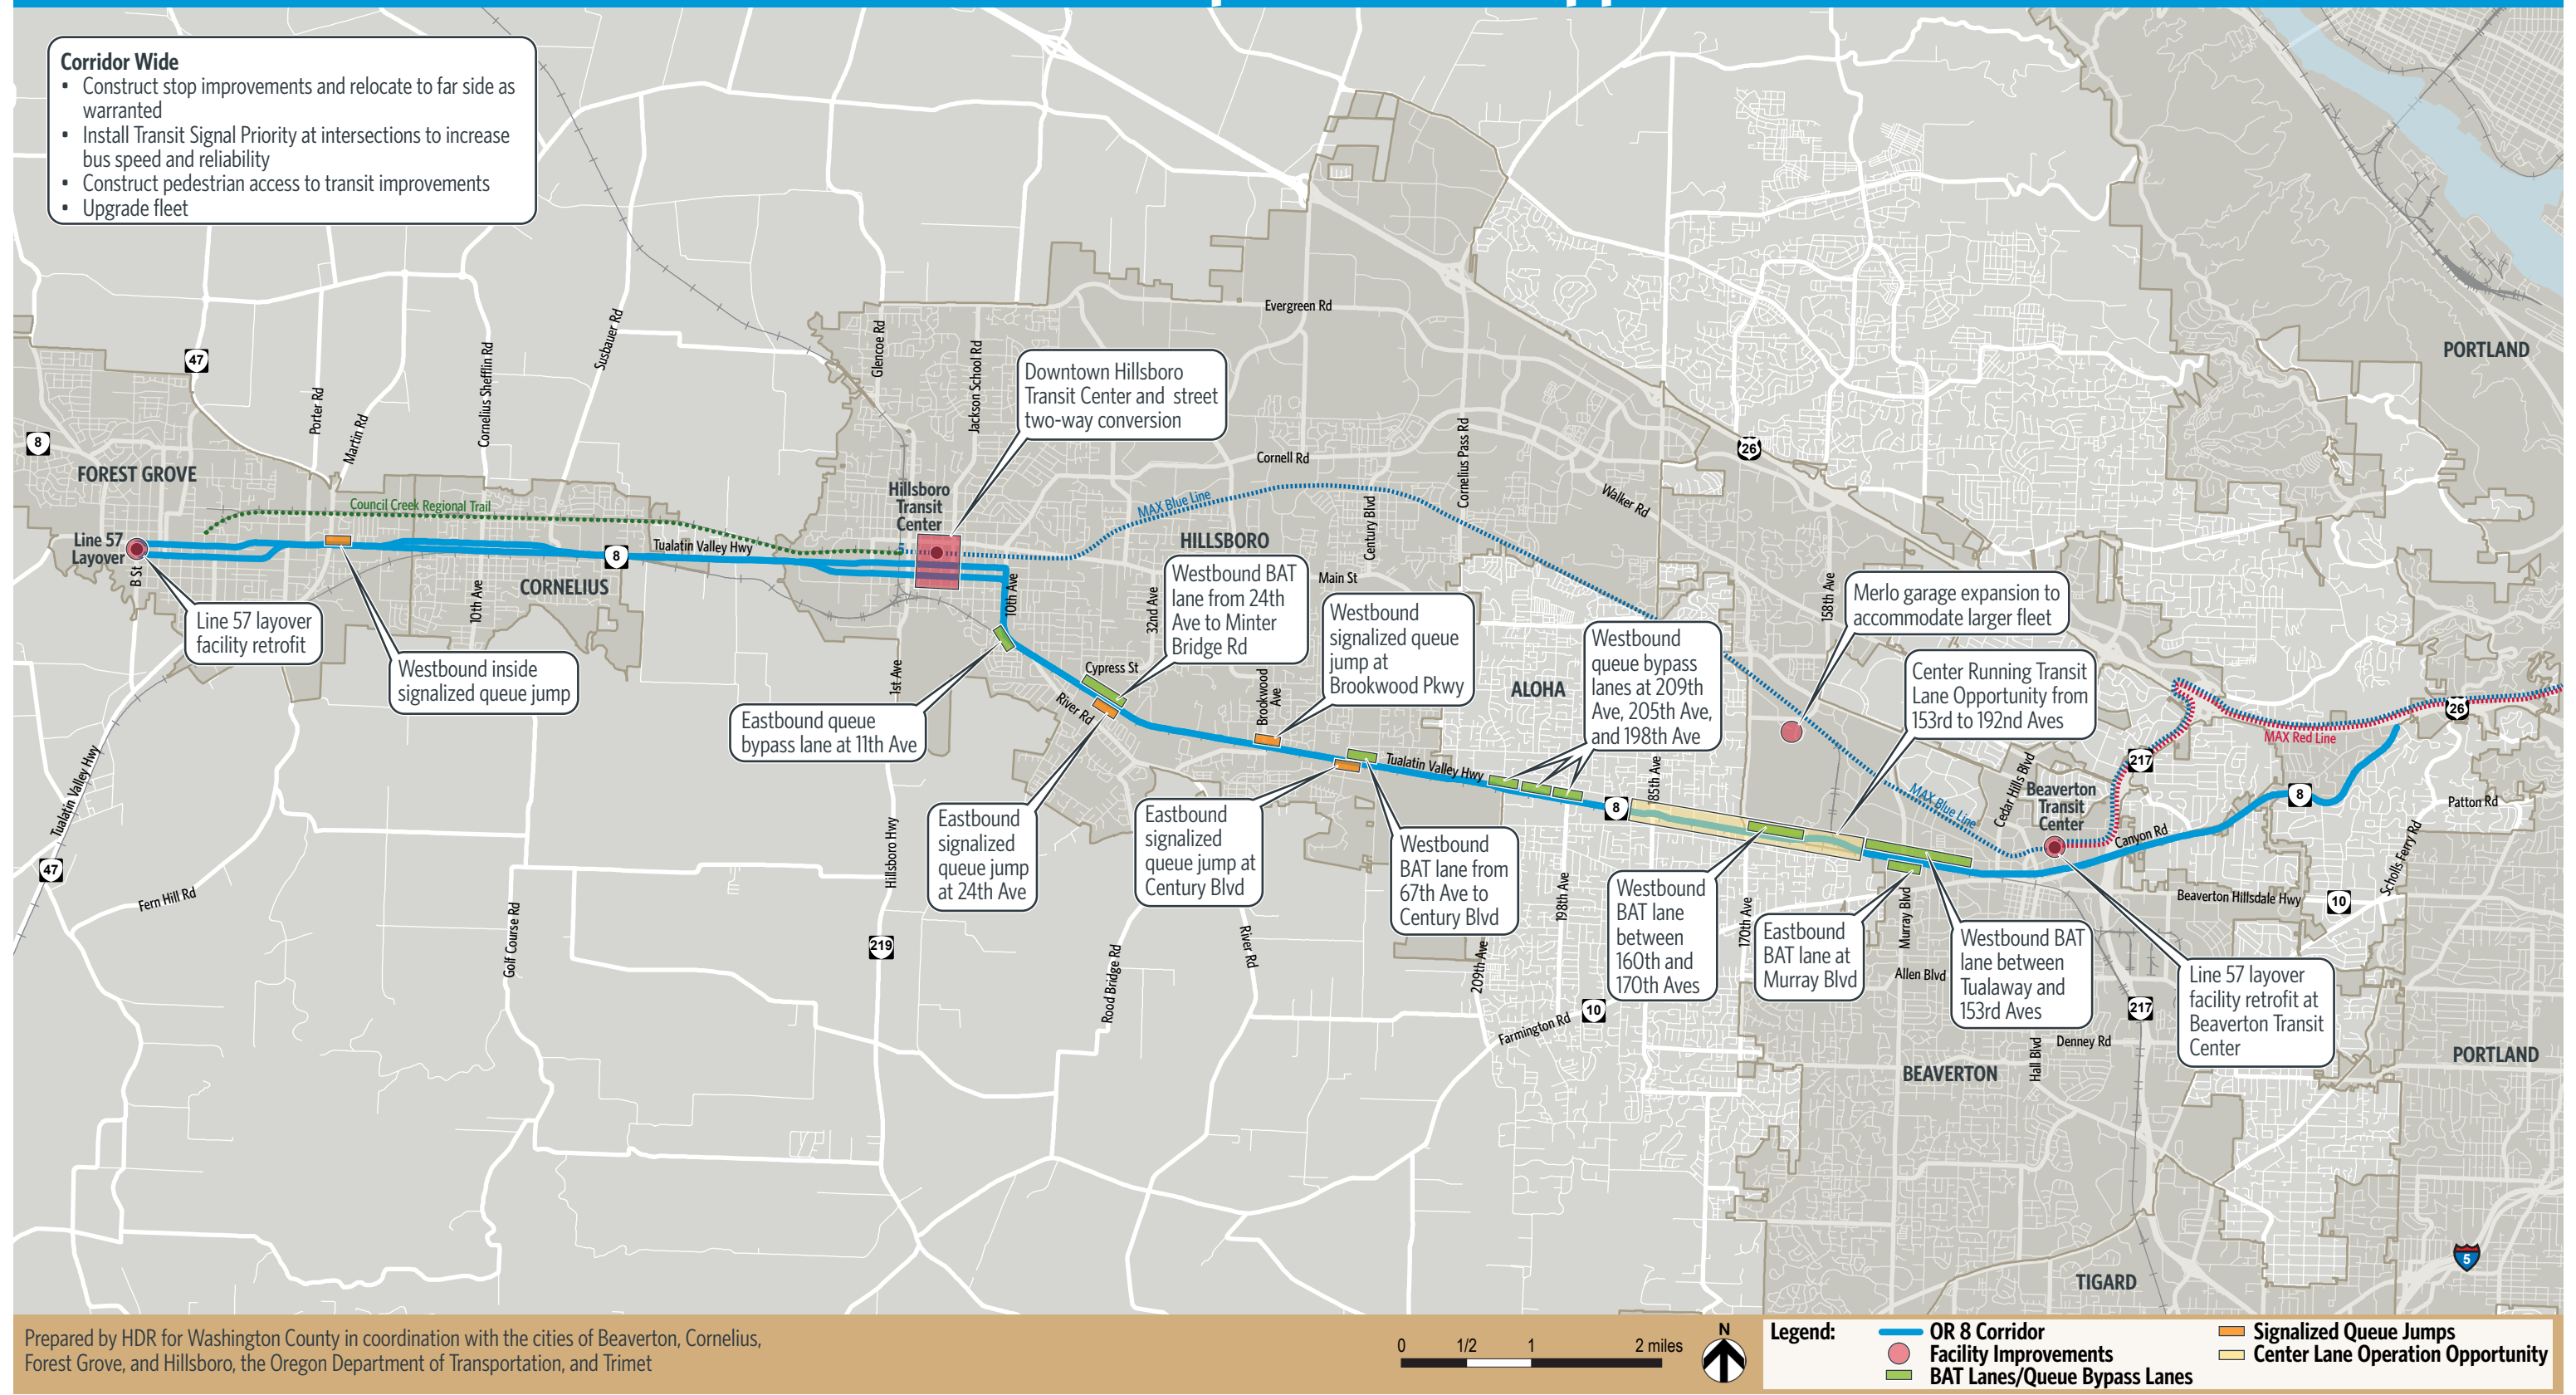 Corridor Wide
• Construct stop improvements and relocate to far side as
warranted
• Install Transit Signal Priority at intersections to increase
bus speed and reliability
• Construct pedestrian access to transit improvements
• Upgrade fleet
47
8
FOREST GROVE
Porter Rd
Martin Rd
Cornelius Shefflin Rd
Susbauer Rd
Council Creek Regional Trail
Line 57
Layover
B St
Line 57 layover
facility retrofit
Westbound inside
signalized queue jump
10th Ave
CORNELIUS
8
Tualatin Valley Hwy
Glencoe Rd
Jackson School Rd
Downtown Hillsboro
Transit Center and street
two-way conversion
Hillsboro
Transit
Center
Evergreen Rd
Cornell Rd
Cornelius Pass Rd
MAX Blue Line
HILLSBORO
Century Blvd
Walker Rd
26
PORTLAND
10th Ave
32nd Ave
Main St
Westbound BAT
lane from 24th
Ave to Minter
Bridge Rd
Westbound
signalized queue
jump at
Brookwood Pkwy
Westbound
queue bypass
lanes at 209th
Ave, 205th Ave,
and 198th Ave
158th Ave
Merlo garage expansion to
accommodate larger fleet
Center Running Transit
Lane Opportunity from
153rd to 192nd Aves
1st Ave
Cypress St
River Rd
Brookwood
Ave
ALOHA
Eastbound queue
bypass lane at 11th Ave
Tualatin Valley Hwy
185th Ave
8
MAX Blue Line
Cedar Hills Blvd
Beaverton
Transit
Center
217
MAX Red Line
26
8
Patton Rd
Canyon Rd
Scholls Ferry Rd
Tualatin Valley Hwy
47
Fern Hill Rd
Golf Course Rd
Hillsboro Hwy
219
Eastbound
signalized
queue jump
at 24th Ave
Eastbound
signalized
queue jump at
Century Blvd
Westbound
BAT lane from
67th Ave to
Century Blvd
Rood Bridge Rd
River Rd
209th Ave
198th Ave
Westbound
BAT lane
between
160th and
170th Aves
170th Ave
Eastbound
BAT lane at
Murray Blvd
Murray Blvd
Allen Blvd
Westbound BAT
lane between
Tualaway and
153rd Aves
Beaverton Hillsdale Hwy
10
Line 57 layover
facility retrofit at
Beaverton Transit
Center
217
Farmington Rd
10
Hall Blvd
Denney Rd
BEAVERTON
PORTLAND
TIGARD
5
Prepared by HDR for Washington County in coordination with the cities of Beaverton, Cornelius,
Forest Grove, and Hillsboro, the Oregon Department of Transportation, and Trimet
0 1/2 1 2 miles
N
Legend:
OR 8 Corridor
Facility Improvements
BAT Lanes/Queue Bypass Lanes
Signalized Queue Jumps
Center Lane Operation Opportunity